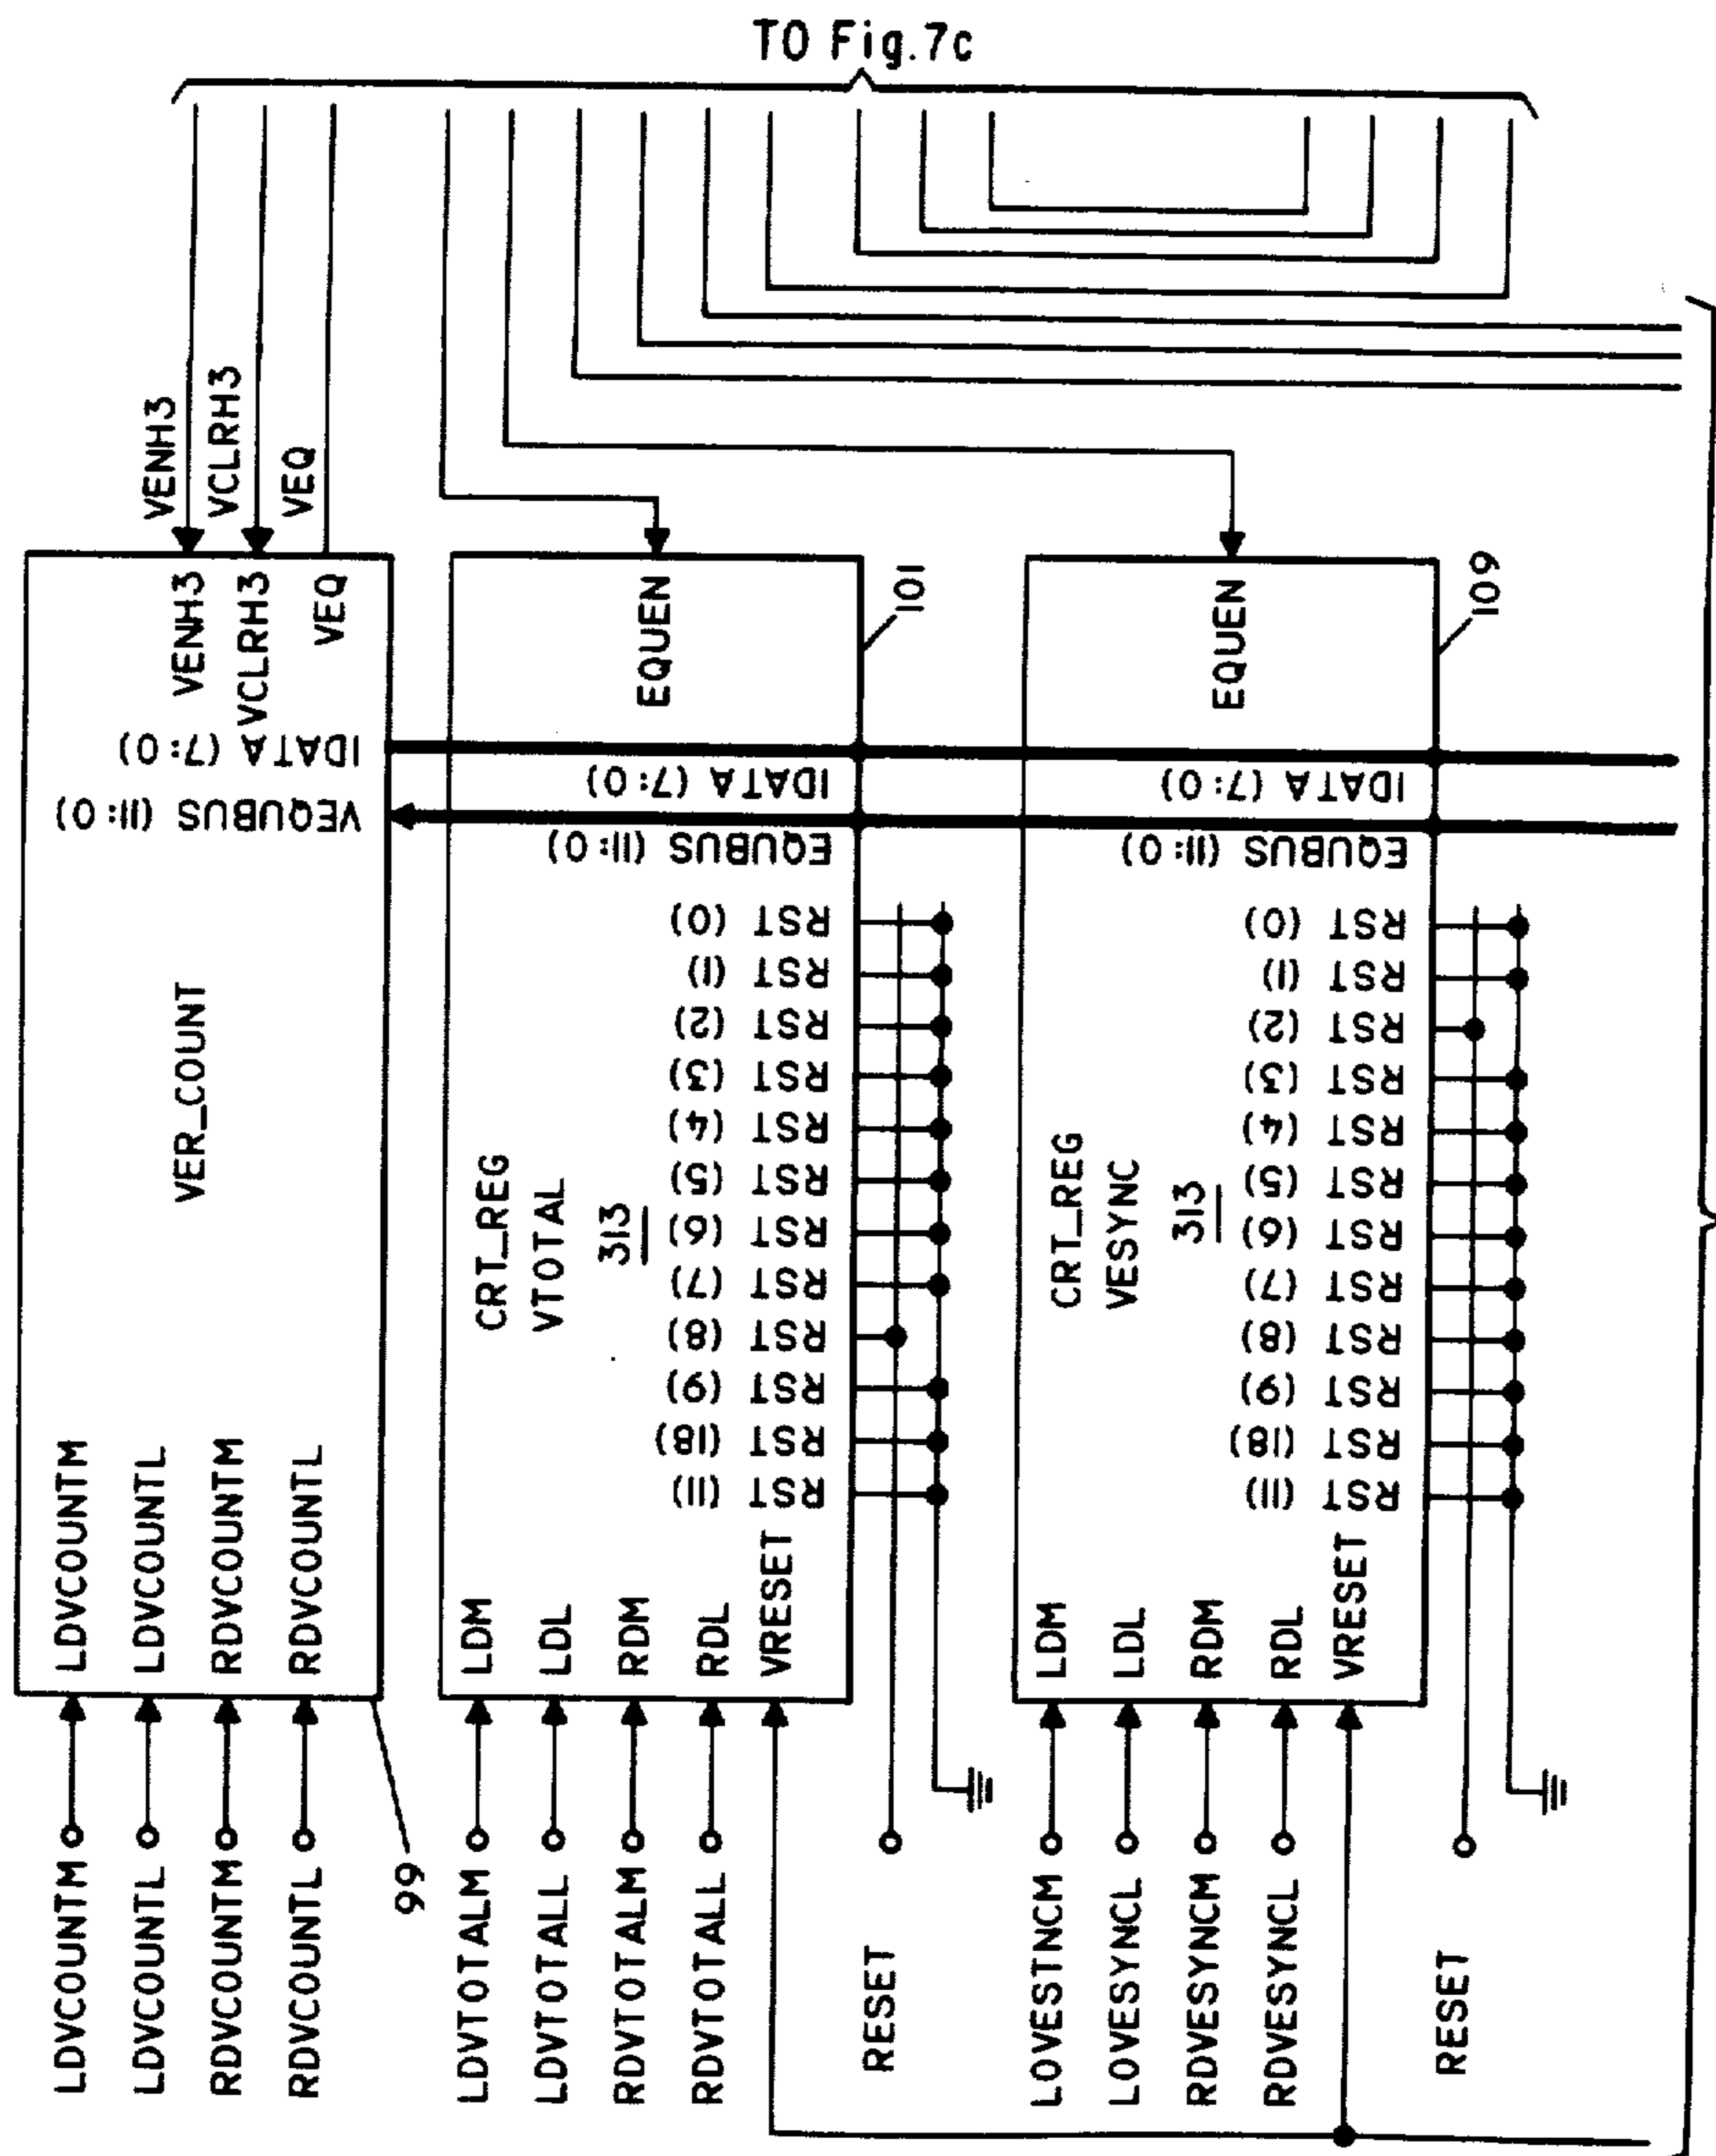 TO Fig.7c
VENH3
VCLRH3
VEQ
LDVCOUNTM
LDVCOUNTL
RDVCOUNTM
RDVCOUNTL
LDVCOUNTM
LDVCOUNTL
RDVCOUNTM
RDVCOUNTL
VER_COUNT
VENH3
VCLRH3
VEQ
IDATA (7:0)
VEQUBUS (11:0)
99
LDVTOTALM
LDVTOTALL
RDVTOTALM
RDVTOTALL
LDM
LDL
RDM
RDL
VRESET
CRT_REG
VTOTAL
313
EQUEN
101
IDATA (7:0)
EQUBUS (11:0)
RST (0)
RST (1)
RST (2)
RST (3)
RST (4)
RST (5)
RST (6)
RST (7)
RST (8)
RST (9)
RST (18)
RST (11)
RESET
LOVESTNCM
LOVESYNCL
RDVESYNCM
RDVESYNCL
LDM
LDL
RDM
RDL
VRESET
CRT_REG
VESYNC
313
EQUEN
109
IDATA (7:0)
EQUBUS (11:0)
RST (0)
RST (1)
RST (2)
RST (3)
RST (4)
RST (5)
RST (6)
RST (7)
RST (8)
RST (9)
RST (18)
RST (11)
RESET